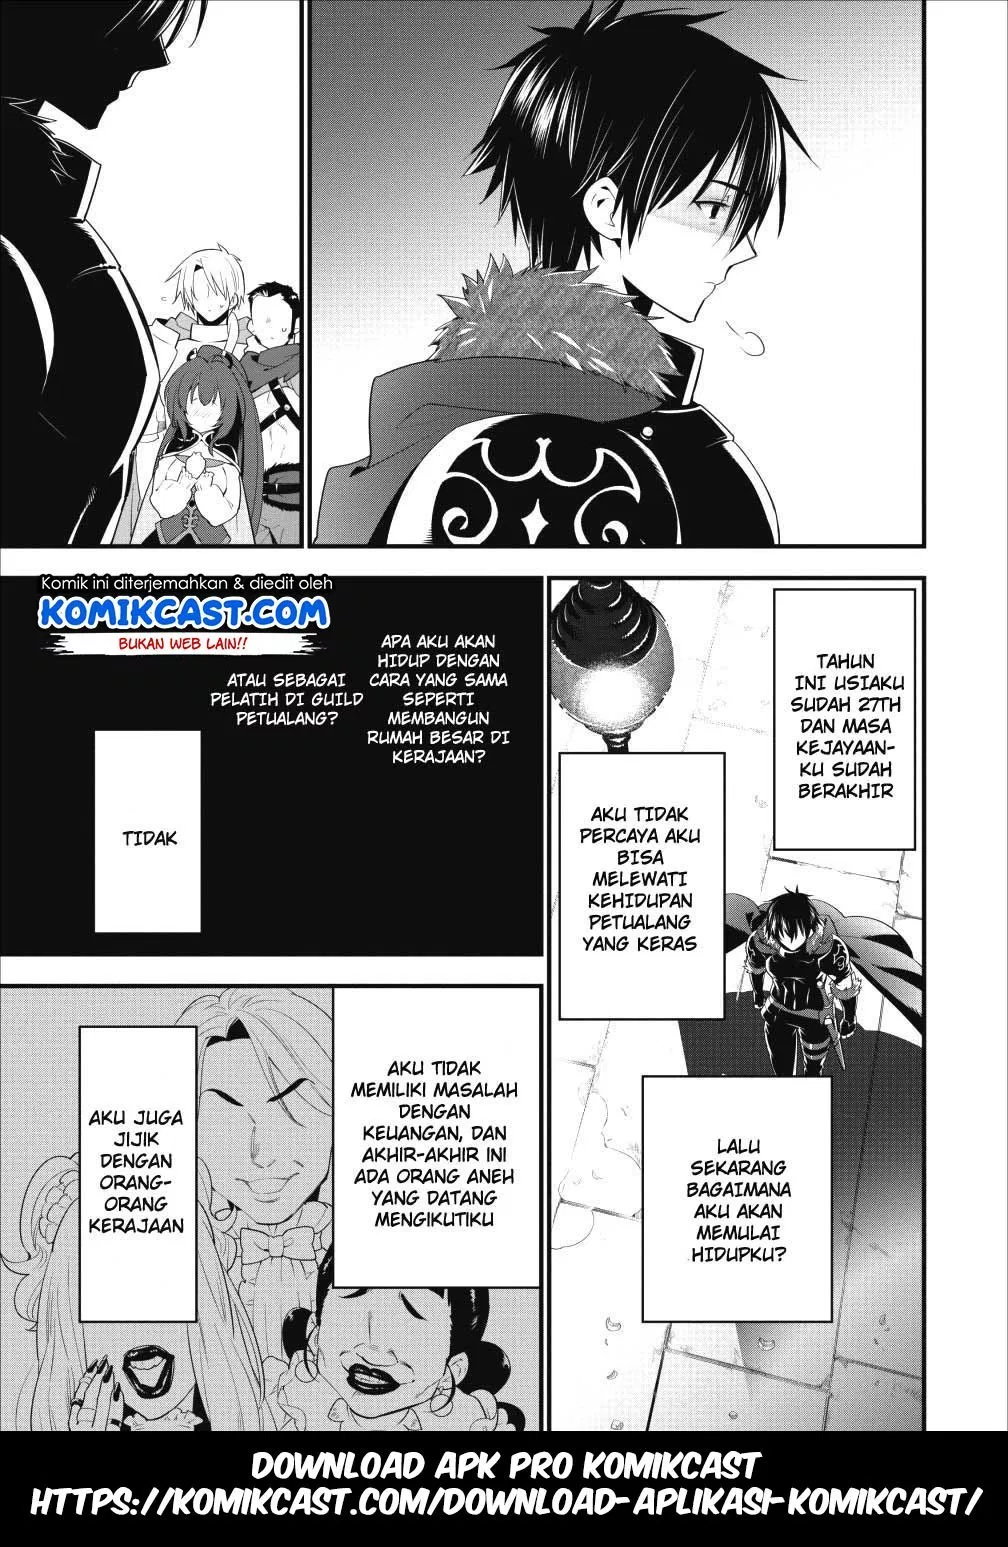 TAHUN
INI USIAKU
SUDAH 27TH
DAN MASA
KEJAYAAN-
KU SUDAH
BERAKHIR
AKU TIDAK
PERCAYA AKU
BISA
MELEWATI
KEHIDUPAN
PETUALANG
YANG KERAS
LALU
SEKARANG
BAGAIMANA
AKU AKAN
MEMULAI
HIDUPKU?
Komik ini diterjemahkan & diedit oleh
KOMIKCAST.COM
BUKAN WEB LAIN!!
APA AKU AKAN
HIDUP DENGAN
CARA YANG SAMA
SEPERTI
MEMBANGUN
RUMAH BESAR DI
KERAJAAN?
ATAU SEBAGAI
PELATIH DI GUILD
PETUALANG?
TIDAK
AKU TIDAK
MEMILIKI MASALAH
DENGAN
KEUANGAN, DAN
AKHIR-AKHIR INI
ADA ORANG ANEH
YANG DATANG
MENGIKUTIKU
AKU JUGA
JIJIK
DENGAN
ORANG-
ORANG
KERAJAAN
DOWNLOAD APK PRO KOMIKCAST
HTTPS://KOMIKCAST.COM/DOWNLOAD-APLIKASI-KOMIKCAST/